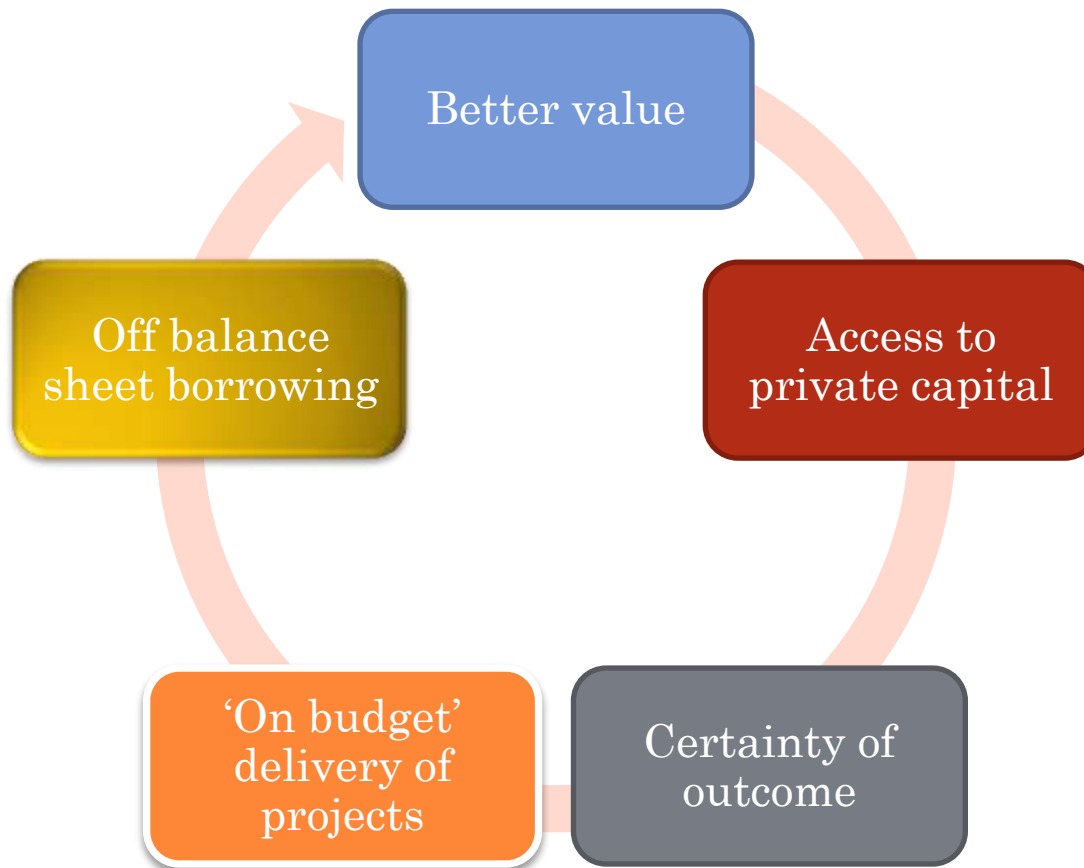 Better value
Access to
private capital
Certainty of
outcome
‘On budget’
delivery of
projects
Off balance
sheet borrowing